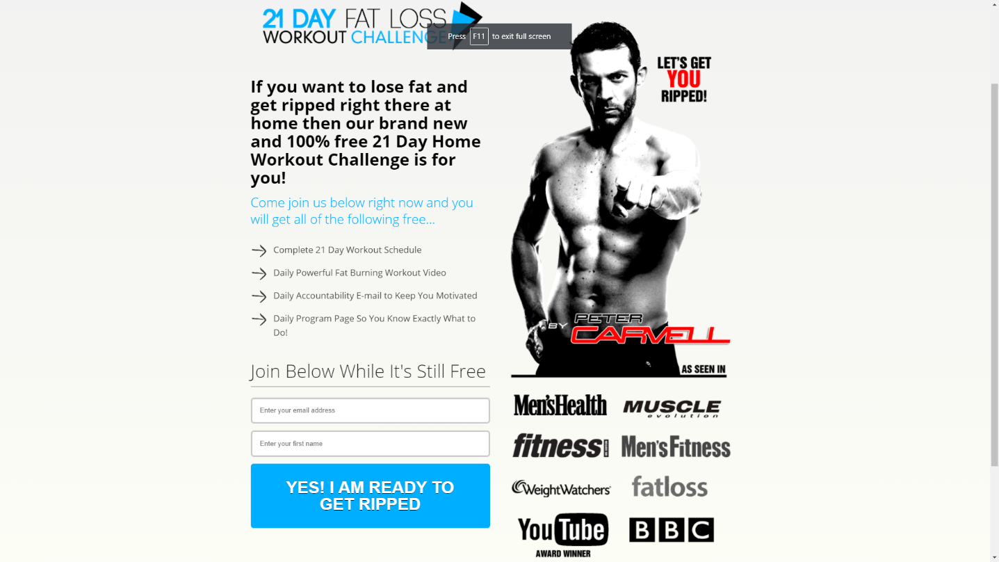 21 DAY FAT LOSS
WORKOUT CHALLENGE
Press F11 to exit full screen
LET'S GET
YOU
RIPPED!
If you want to lose fat and
get ripped right there at
home then our brand new
and 100% free 21 Day Home
Workout Challenge is for
you!
Come join us below right now and you
will get all of the following free...
Complete 21 Day Workout Schedule
Daily Powerful Fat Burning Workout Video
Daily Accountability E-mail to Keep You Motivated
Daily Program Page So You Know Exactly What to
Do!
Join Below While It's Still Free
Enter your email address
Enter your first name
YES! I AM READY TO
GET RIPPED
BY PETER
CARVELL
AS SEEN IN
Men'sHealth
MUSCLE
evolution
fitness
Men'sFitness
WeightWatchers
fatloss
YouTube
AWARD WINNER
BBC